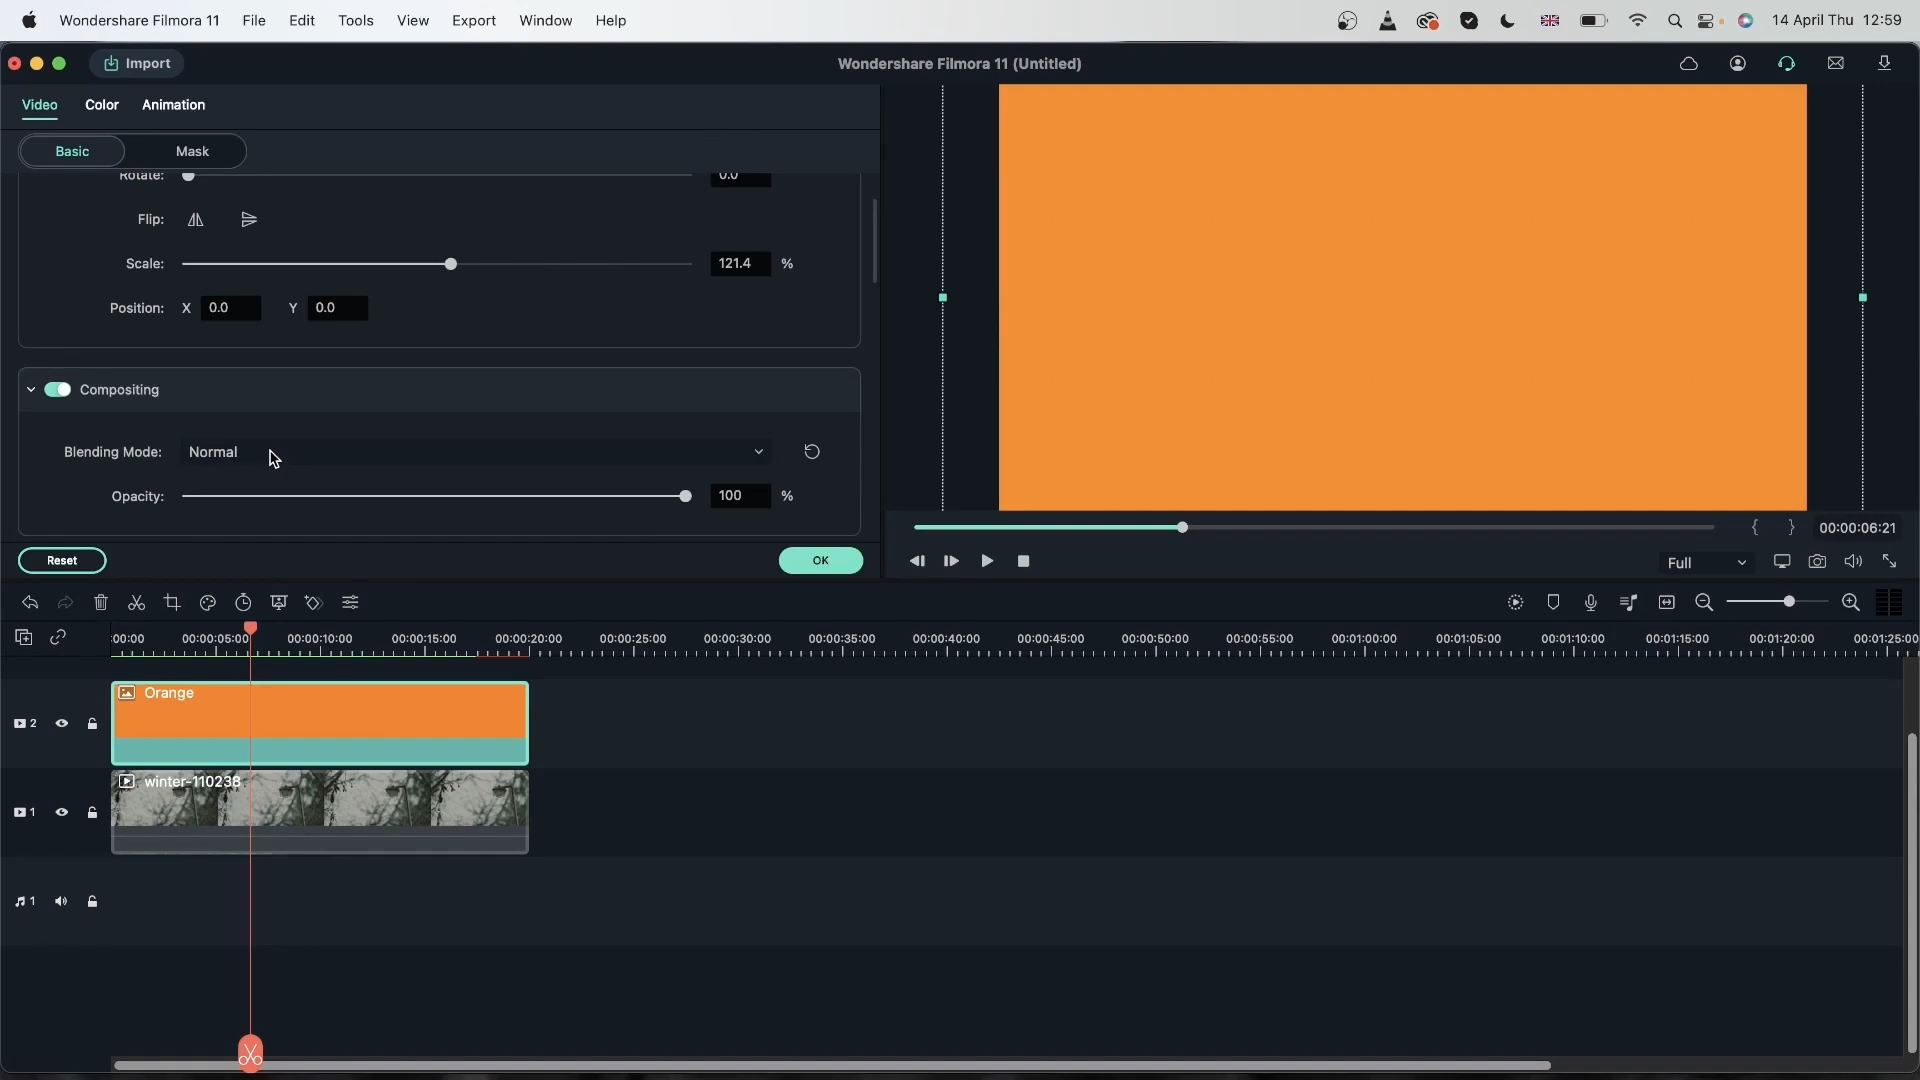 Wondershare Filmora 11 File Edit Tools View Export Window Help 14 April Thu 12:59
Import Wondershare Filmora 11 (Untitled)
Video Color Animation
Basic Mask
Rotate: 0.0
Flip:
Scale: 121.4 %
Position: X 0.0 Y 0.0
Compositing
Blending Mode: Normal
Opacity: 100 %
{ } 00:00:06:21
Reset OK Full
:00:00 00:00:05:00 00:00:10:00 00:00:15:00 00:00:20:00 00:00:25:00 00:00:30:00 00:00:35:00 00:00:40:00 00:00:45:00 00:00:50:00 00:00:55:00 00:01:00:00 00:01:05:00 00:01:10:00 00:01:15:00 00:01:20:00 00:01:25:00
Orange
2
winter-110238
1
1